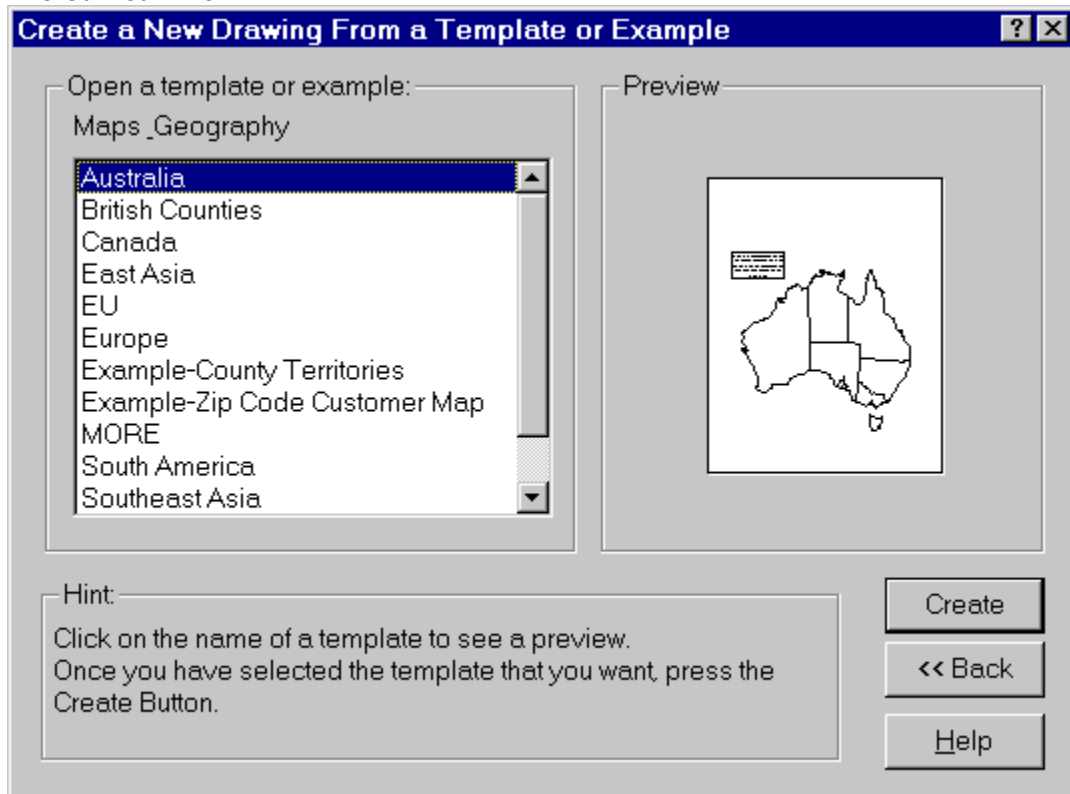 Create a New Drawing From a Template or Example
Open a template or example:
Maps_Geography
Australia
British Counties
Canada
East Asia
EU
Europe
Example-County Territories
Example-Zip Code Customer Map
MORE
South America
Southeast Asia
Preview
Hint:
Click on the name of a template to see a preview.
Once you have selected the template that you want, press the
Create Button.
Create
<< Back
Help